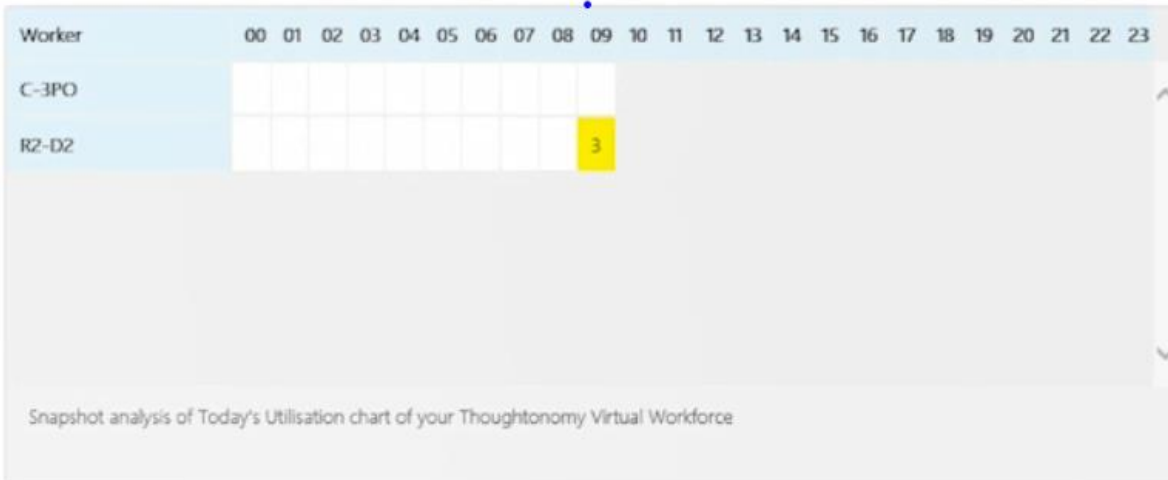 Worker 00 01 02 03 04 05 06 07 08 09 10 11 12 13 14 15 16 17 18 19 20 21 22 23
C-3PO
R2-D2 3
Snapshot analysis of Today's Utilisation chart of your Thoughtonomy Virtual Workforce